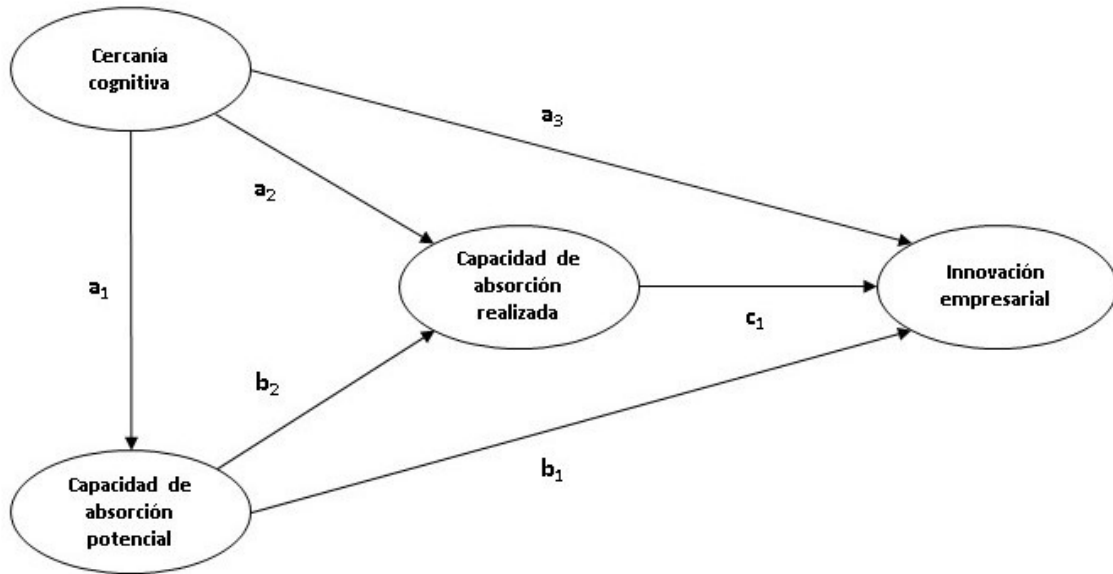 Cercanía
cognitiva
a₃
a₂
Capacidad de
absorción
realizada
Innovación
empresarial
a₁
c₁
b₂
b₁
Capacidad de
absorción
potencial